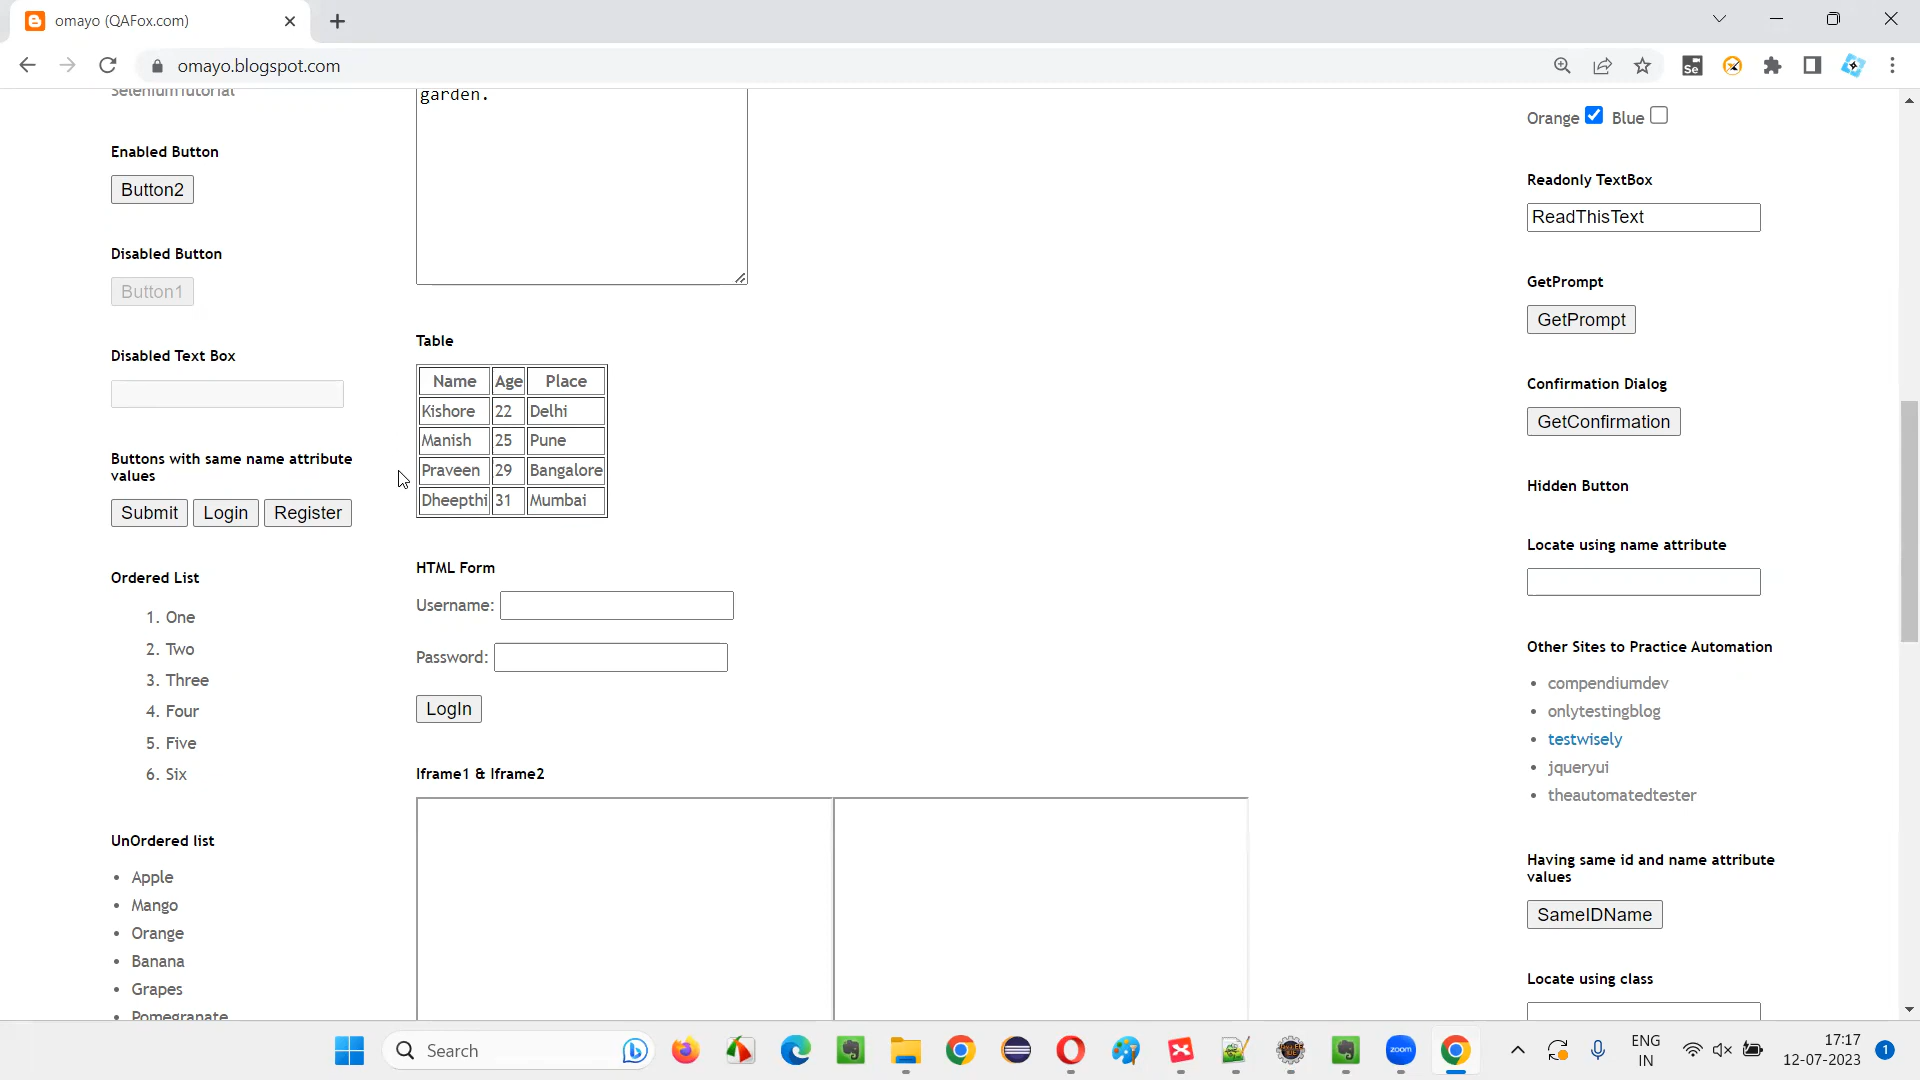 omayo (QAFox.com)
omayo.blogspot.com
SeleniumTutorial
Enabled Button
Button2
Disabled Button
Button1
Disabled Text Box
Buttons with same name attribute
values
Submit Login Register
Ordered List
1. One
2. Two
3. Three
4. Four
5. Five
6. Six
UnOrdered list
• Apple
• Mango
• Orange
• Banana
• Grapes
• Pomegranate
garden.
Table
Name Age Place
Kishore 22 Delhi
Manish 25 Pune
Praveen 29 Bangalore
Dheepthi 31 Mumbai
HTML Form
Username:
Password:
LogIn
Iframe1 & Iframe2
Orange Blue
Readonly TextBox
ReadThisText
GetPrompt
GetPrompt
Confirmation Dialog
GetConfirmation
Hidden Button
Locate using name attribute
Other Sites to Practice Automation
• compendiumdev
• onlytestingblog
• testwisely
• jqueryui
• theautomatedtester
Having same id and name attribute
values
SameIDName
Locate using class
Search
zoom
ENG
IN
17:17
12-07-2023
1